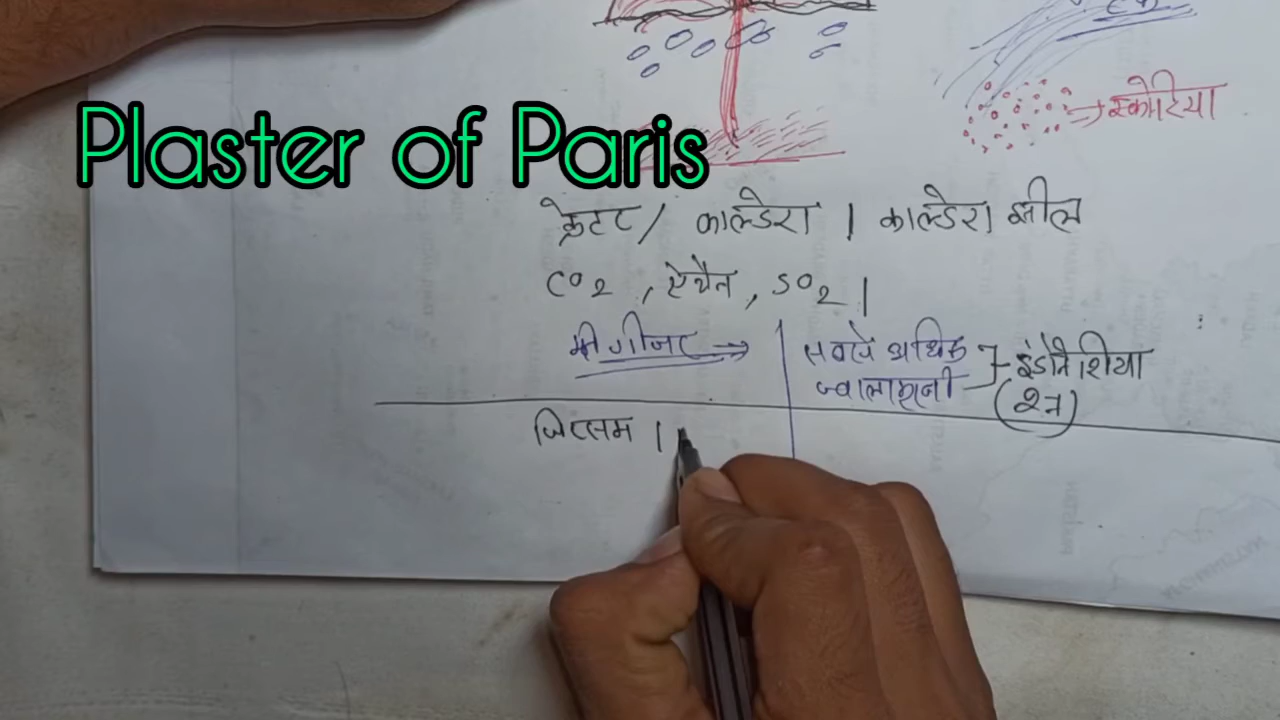 Plaster of Paris
→ स्कोटिया
क्रेटर / काल्डेरा । काल्डेरा झील
CO2 , ऐथैन , SO2 ।
गीजर →
सबसे अधिक
ज्वालामुखी
इंडोनेशिया
जिप्सम ।